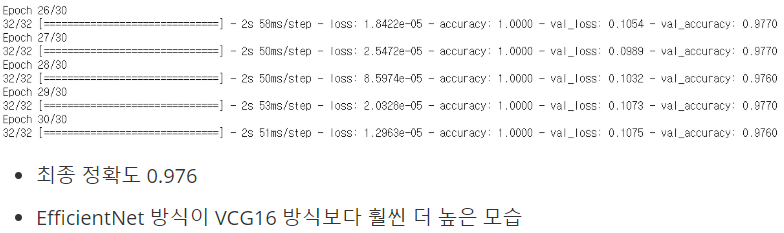 Epoch 26/30
32/32 [==============================] - 2s 58ms/step - loss: 1.8422e-05 - accuracy: 1.0000 - val_loss: 0.1054 - val_accuracy: 0.9770
Epoch 27/30
32/32 [==============================] - 2s 50ms/step - loss: 2.5472e-05 - accuracy: 1.0000 - val_loss: 0.0989 - val_accuracy: 0.9770
Epoch 28/30
32/32 [==============================] - 2s 50ms/step - loss: 8.5974e-05 - accuracy: 1.0000 - val_loss: 0.1032 - val_accuracy: 0.9760
Epoch 29/30
32/32 [==============================] - 2s 53ms/step - loss: 2.0328e-05 - accuracy: 1.0000 - val_loss: 0.1073 - val_accuracy: 0.9770
Epoch 30/30
32/32 [==============================] - 2s 51ms/step - loss: 1.2963e-05 - accuracy: 1.0000 - val_loss: 0.1075 - val_accuracy: 0.9760
• 최종 정확도 0.976
• EfficientNet 방식이 VCG16 방식보다 훨씬 더 높은 모습